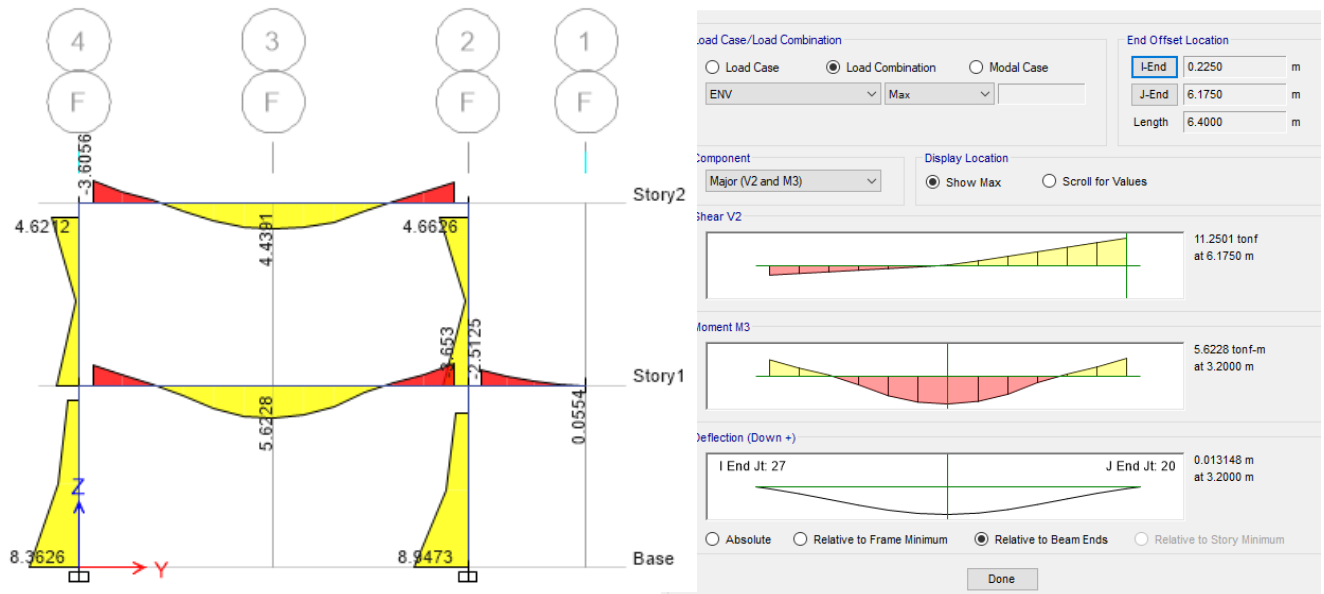 4
3
2
1
F
F
F
F
-3.6056
Story2
4.6212
4.4391
4.6626
-2.5125
Story1
5.6228
0.0554
Z
8.3626
8.9473
Base
Y
Load Case/Load Combination
Load Case
Load Combination
Modal Case
ENV
Max
End Offset Location
I-End 0.2250 m
J-End 6.1750 m
Length 6.4000 m
Component
Major (V2 and M3)
Display Location
Show Max
Scroll for Values
Shear V2
11.2501 tonf
at 6.1750 m
Moment M3
5.6228 tonf-m
at 3.2000 m
Deflection (Down +)
I End Jt: 27
J End Jt: 20
0.013148 m
at 3.2000 m
Absolute
Relative to Frame Minimum
Relative to Beam Ends
Relative to Story Minimum
Done